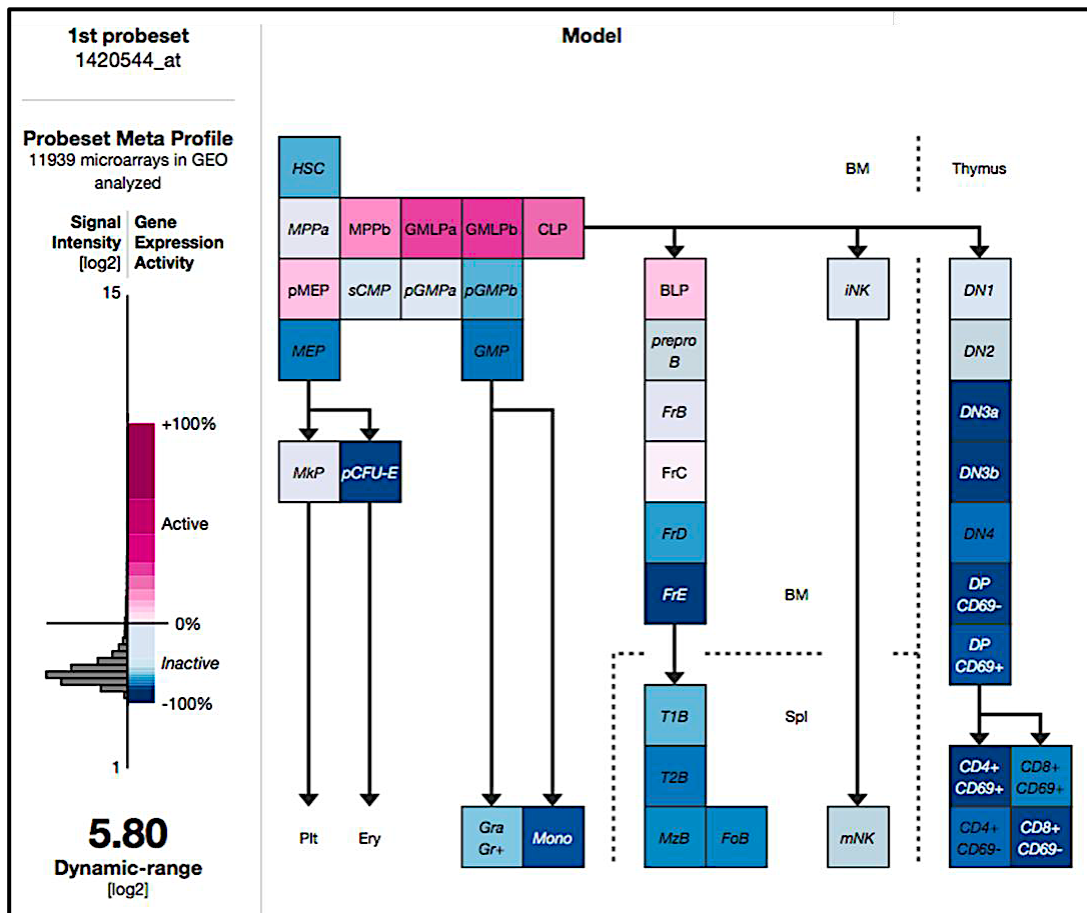 1st probeset
1420544_at
Probeset Meta Profile
11939 microarrays in GEO
analyzed
Signal
Intensity
[log2]
Gene
Expression
Activity
15
+100%
Active
0%
Inactive
-100%
1
5.80
Dynamic-range
[log2]
Model
HSC
BM
Thymus
MPPa
MPPb
GMLPa
GMLPb
CLP
pMEP
sCMP
pGMPa
pGMPb
BLP
iNK
DN1
MEP
GMP
prepro
B
DN2
FrB
DN3a
MkP
pCFU-E
FrC
DN3b
FrD
DN4
FrE
BM
DP
CD69-
DP
CD69+
T1B
Spl
T2B
CD4+
CD69+
CD8+
CD69+
Plt
Ery
Gra
Gr+
Mono
MzB
FoB
mNK
CD4+
CD69-
CD8+
CD69-